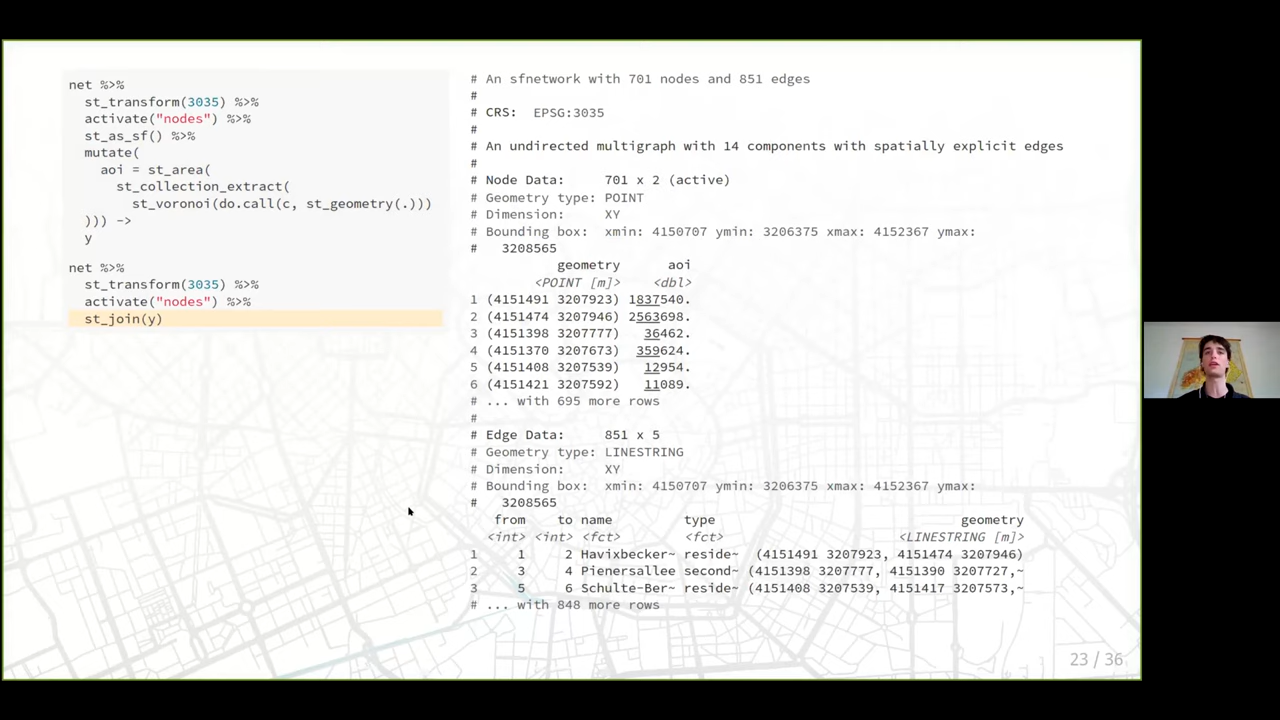 net %>%
st_transform(3035) %>%
activate("nodes") %>%
st_as_sf() %>%
mutate(
aoi = st_area(
st_collection_extract(
st_voronoi(do.call(c, st_geometry(.)))
))) ->
y
net %>%
st_transform(3035) %>%
activate("nodes") %>%
st_join(y)
# An sfnetwork with 701 nodes and 851 edges
#
# CRS: EPSG:3035
#
# An undirected multigraph with 14 components with spatially explicit edges
#
# Node Data: 701 x 2 (active)
# Geometry type: POINT
# Dimension: XY
# Bounding box: xmin: 4150707 ymin: 3206375 xmax: 4152367 ymax:
# 3208565
geometry aoi
<POINT [m]> <dbl>
1 (4151491 3207923) 1837540.
2 (4151474 3207946) 2563698.
3 (4151398 3207777) 36462.
4 (4151370 3207673) 359624.
5 (4151408 3207539) 12954.
6 (4151421 3207592) 11089.
# ... with 695 more rows
#
# Edge Data: 851 x 5
# Geometry type: LINESTRING
# Dimension: XY
# Bounding box: xmin: 4150707 ymin: 3206375 xmax: 4152367 ymax:
# 3208565
from to name type geometry
<int> <int> <fct> <fct> <LINESTRING [m]>
1 1 2 Havixbecker~ reside~ (4151491 3207923, 4151474 3207946)
2 3 4 Pienersallee second~ (4151398 3207777, 4151390 3207727,~
3 5 6 Schulte-Ber~ reside~ (4151408 3207539, 4151417 3207573,~
# ... with 848 more rows
23 / 36